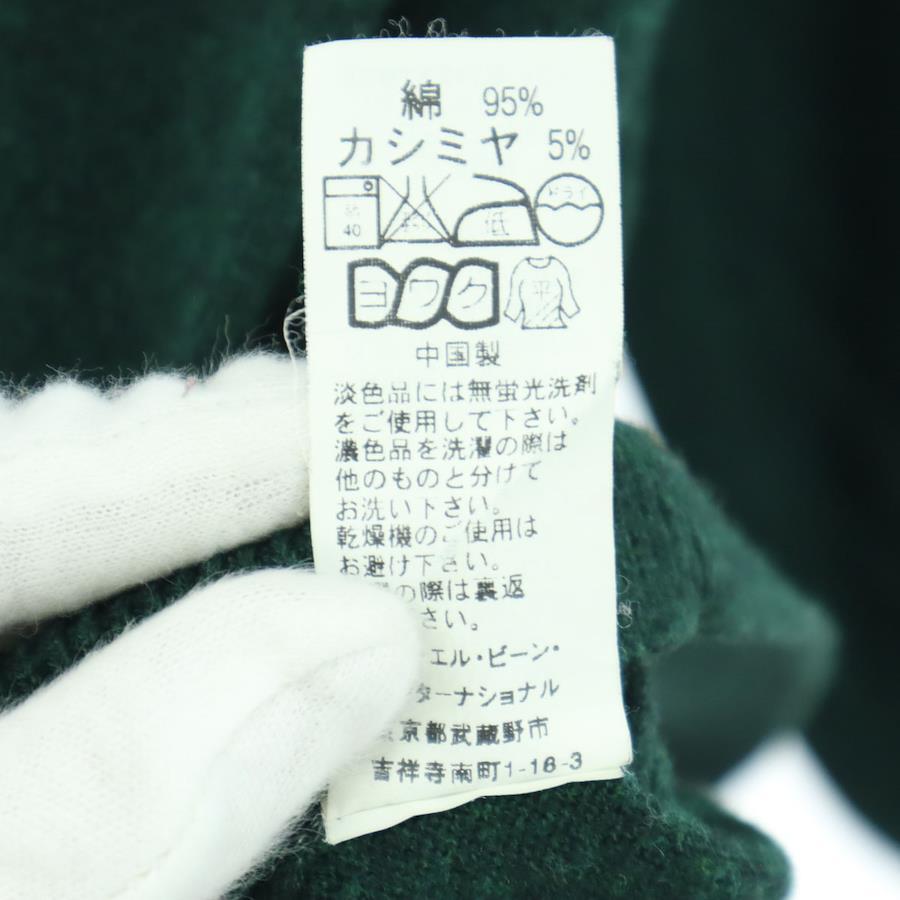 綿 95%
カシミヤ 5%
40 低 ドライ
ヨワク 平
中国製
淡色品には無蛍光洗剤
をご使用して下さい。
濃色品を洗濯の際は
他のものと分けて
お洗い下さい。
乾燥機のご使用は
お避け下さい。
の際は裏返
さい。
エル・ビーン・
ターナショナル
京都武蔵野市
吉祥寺南町1-16-3